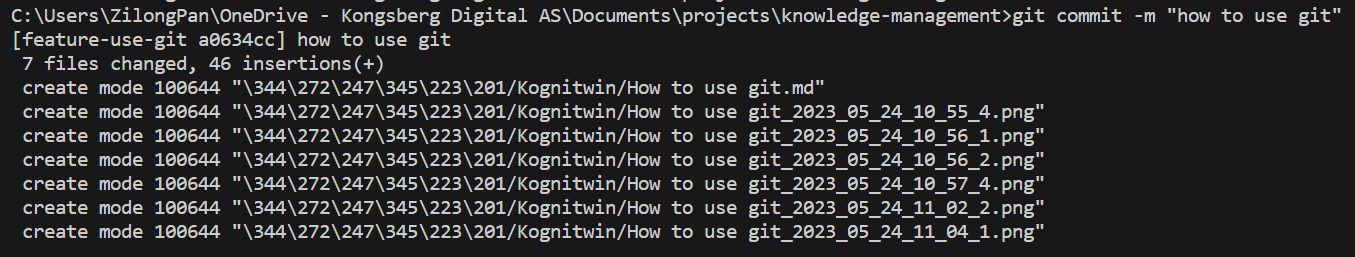 C:\Users\ZilongPan\OneDrive - Kongsberg Digital AS\Documents\projects\knowledge-management>git commit -m "how to use git"
[feature-use-git a0634cc] how to use git
 7 files changed, 46 insertions(+)
 create mode 100644 "\344\272\247\345\223\201/Kognitwin/How to use git.md"
 create mode 100644 "\344\272\247\345\223\201/Kognitwin/How to use git_2023_05_24_10_55_4.png"
 create mode 100644 "\344\272\247\345\223\201/Kognitwin/How to use git_2023_05_24_10_56_1.png"
 create mode 100644 "\344\272\247\345\223\201/Kognitwin/How to use git_2023_05_24_10_56_2.png"
 create mode 100644 "\344\272\247\345\223\201/Kognitwin/How to use git_2023_05_24_10_57_4.png"
 create mode 100644 "\344\272\247\345\223\201/Kognitwin/How to use git_2023_05_24_11_02_2.png"
 create mode 100644 "\344\272\247\345\223\201/Kognitwin/How to use git_2023_05_24_11_04_1.png"